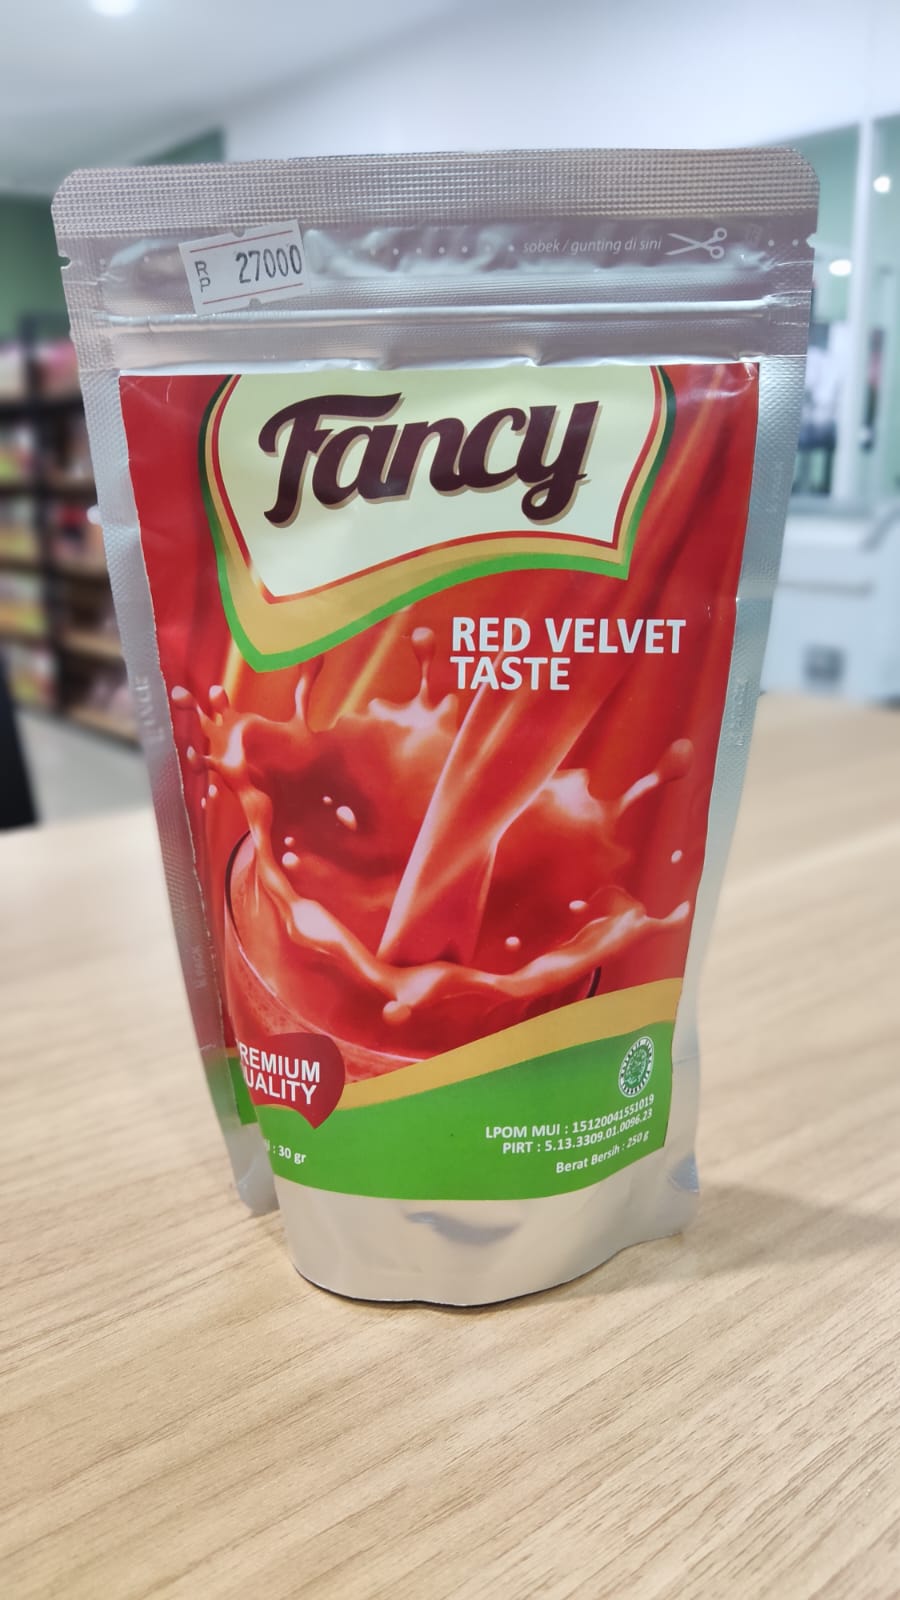 RP 27000
sobek / gunting di sini
Fancy
RED VELVET
TASTE
REMIUM
UALITY
: 30 gr
LPOM MUI : 15120041551019
PIRT : 5.13.3309.01.0096.23
Berat Bersih : 250 g